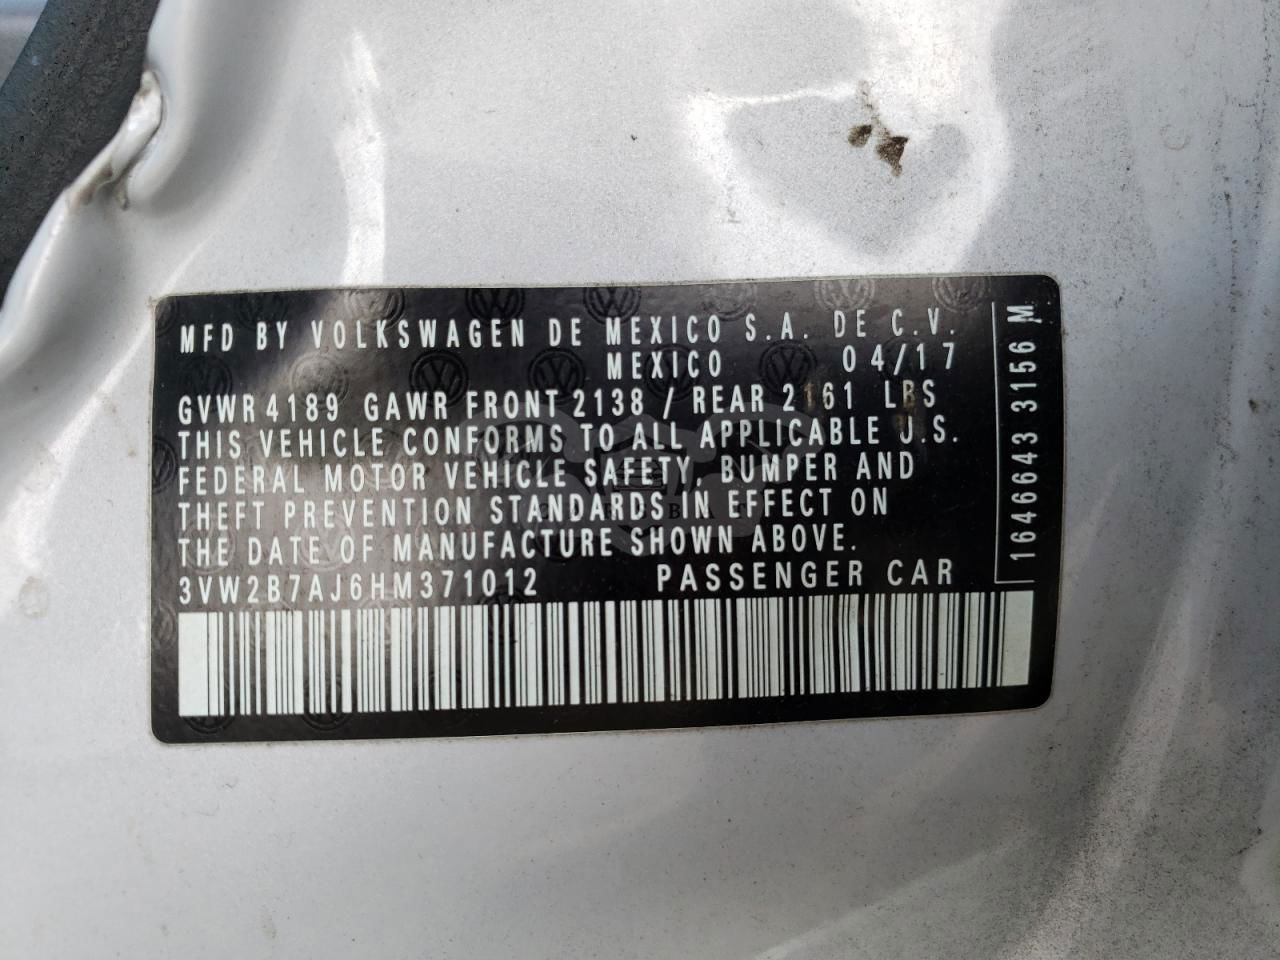 MFD BY VOLKSWAGEN DE MEXICO S.A. DE C.V.
MEXICO 04/17
GVWR 4189 GAWR FRONT 2138 / REAR 2161 LBS
THIS VEHICLE CONFORMS TO ALL APPLICABLE U.S.
FEDERAL MOTOR VEHICLE SAFETY, BUMPER AND
THEFT PREVENTION STANDARDS IN EFFECT ON
THE DATE OF MANUFACTURE SHOWN ABOVE.
3VW2B7AJ6HM371012 PASSENGER CAR
1646643 3156 M